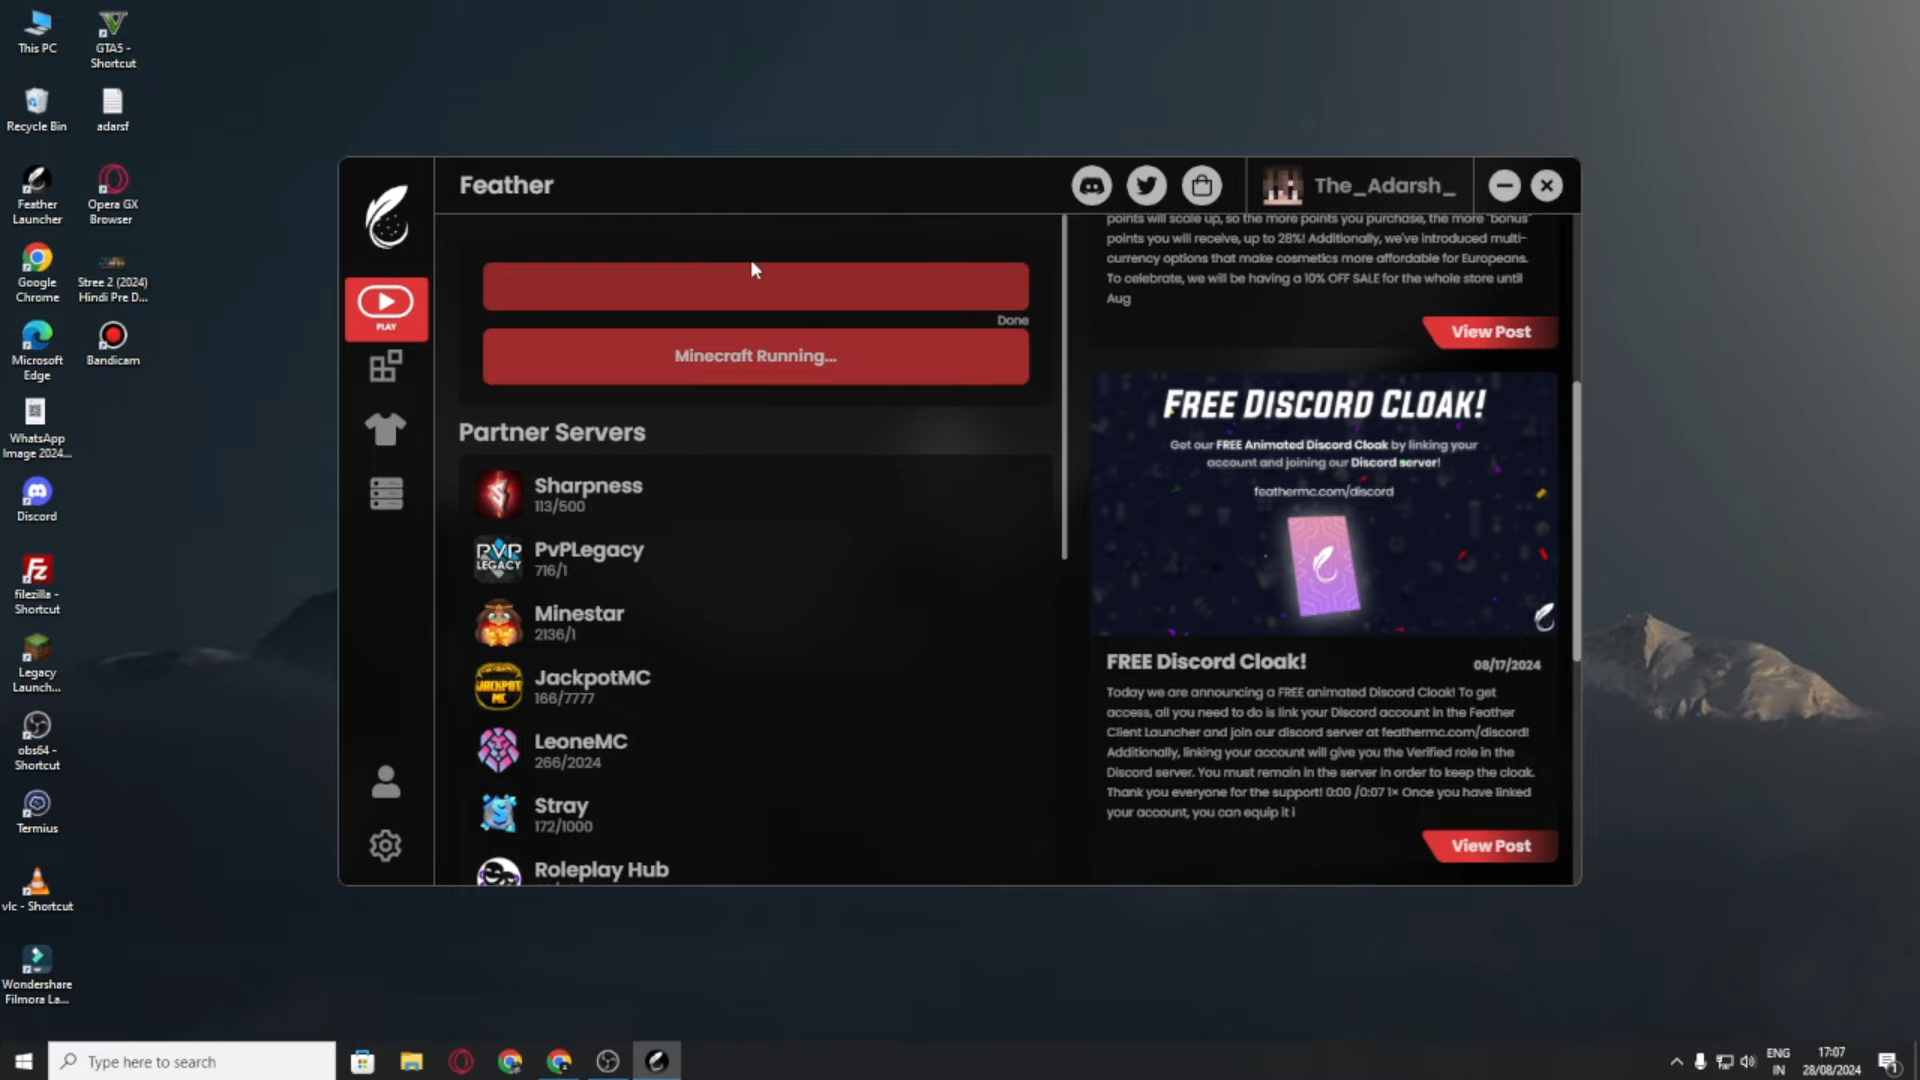 This PC
GTA5 -
Shortcut
Recycle Bin
adarsf
Feather
Launcher
Opera GX
Browser
Google
Chrome
Stree 2 (2024)
Hindi Pre D...
Microsoft
Edge
Bandicam
WhatsApp
Image 2024...
Discord
filezilla -
Shortcut
Legacy
Launch...
obs64 -
Shortcut
Termius
vlc - Shortcut
Wondershare
Filmora La...
Feather
The_Adarsh_
PLAY
Done
Minecraft Running...
Partner Servers
Sharpness
113/500
PVP
LEGACY
PvPLegacy
716/1
Minestar
2136/1
JACKPOT
MC
JackpotMC
166/7777
LeoneMC
266/2024
Stray
172/1000
Roleplay Hub
points will scale up, so the more points you purchase, the more "bonus"
points you will receive, up to 28%! Additionally, we've introduced multi-
currency options that make cosmetics more affordable for Europeans.
To celebrate, we will be having a 10% OFF SALE for the whole store until
Aug
View Post
FREE DISCORD CLOAK!
Get our FREE Animated Discord Cloak by linking your
account and joining our Discord server!
feathermc.com/discord
FREE Discord Cloak!
08/17/2024
Today we are announcing a FREE animated Discord Cloak! To get
access, all you need to do is link your Discord account in the Feather
Client Launcher and join our discord server at feathermc.com/discord!
Additionally, linking your account will give you the Verified role in the
Discord server. You must remain in the server in order to keep the cloak.
Thank you everyone for the support! 0:00 /0:07 1× Once you have linked
your account, you can equip it i
View Post
Type here to search
ENG
IN
17:07
28/08/2024
1